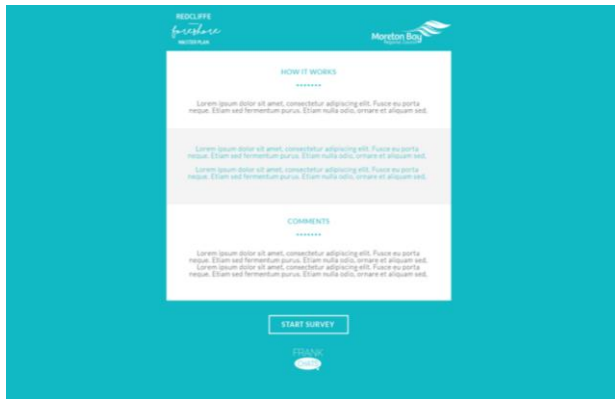 REDCLIFFE
foreshore
MASTER PLAN
Moreton Bay
Regional Council
HOW IT WORKS
Lorem ipsum dolor sit amet, consectetur adipiscing elit. Fusce eu porta
neque. Etiam sed fermentum purus. Etiam nulla odio, ornare et aliquam sed,
Lorem ipsum dolor sit amet, consectetur adipiscing elit. Fusce eu porta
neque. Etiam sed fermentum purus. Etiam nulla odio, ornare et aliquam sed,
Lorem ipsum dolor sit amet, consectetur adipiscing elit. Fusce eu porta
neque. Etiam sed fermentum purus. Etiam nulla odio, ornare et aliquam sed,
COMMENTS
Lorem ipsum dolor sit amet, consectetur adipiscing elit. Fusce eu porta
neque. Etiam sed fermentum purus. Etiam nulla odio, ornare et aliquam sed,
Lorem ipsum dolor sit amet, consectetur adipiscing elit. Fusce eu porta
neque. Etiam sed fermentum purus. Etiam nulla odio, ornare et aliquam sed,
START SURVEY
FRANK
CHATS